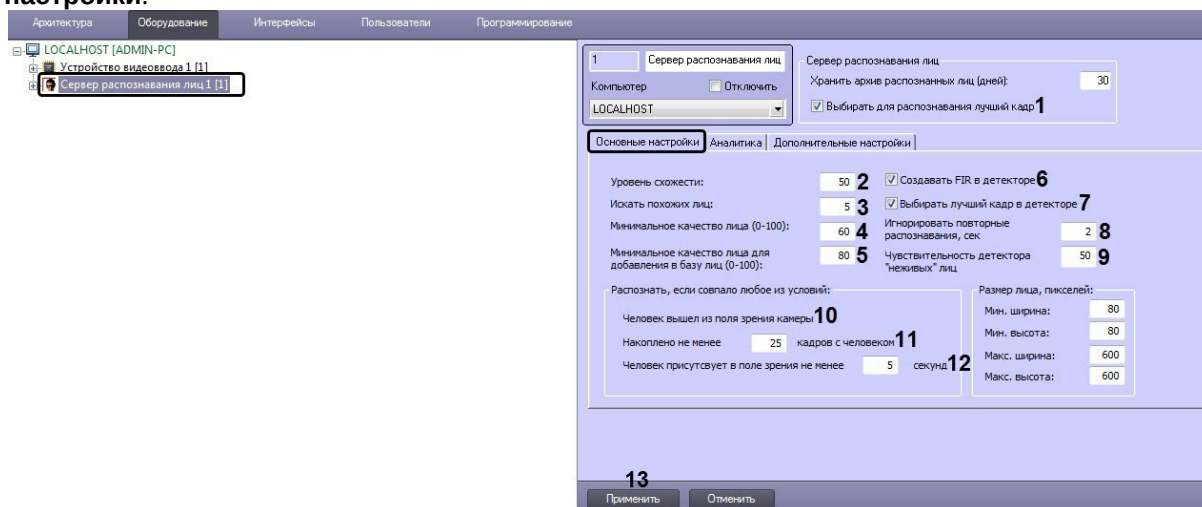 настройки.
Архитектура Оборудование Интерфейсы Пользователи Программирование
LOCALHOST [ADMIN-PC]
Устройство видеоввода 1 [1]
Сервер распознавания лиц 1 [1]
1 Сервер распознавания лиц
Компьютер Отключить
LOCALHOST
Сервер распознавания лиц
Хранить архив распознанных лиц (дней): 30
Выбирать для распознавания лучший кадр 1
Основные настройки Аналитика Дополнительные настройки
Уровень схожести: 50 2
Искать похожих лиц: 5 3
Минимальное качество лица (0-100): 60 4
Минимальное качество лица для
добавления в базу лиц (0-100): 80 5
Создавать FIR в детекторе 6
Выбирать лучший кадр в детекторе 7
Игнорировать повторные
распознавания, сек 2 8
Чувствительность детектора 50 9
"неживых" лиц
Распознать, если совпало любое из условий:
Человек вышел из поля зрения камеры 10
Накоплено не менее 25 кадров с человеком 11
Человек присутсвует в поле зрения не менее 5 секунд 12
Размер лица, пикселей:
Мин. ширина: 80
Мин. высота: 80
Макс. ширина: 600
Макс. высота: 600
13
Применить Отменить